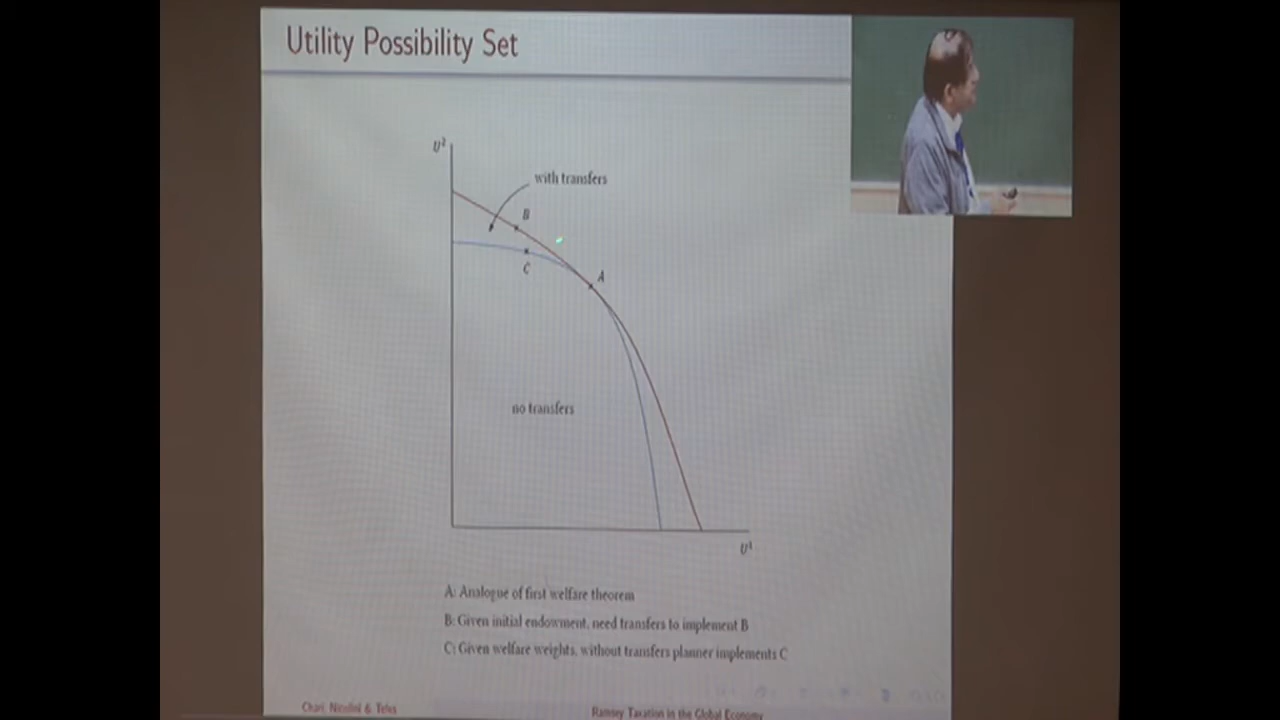 Utility Possibility Set
U²
with transfers
B
C
A
no transfers
U¹
A: Analogue of first welfare theorem
B: Given initial endowment, need transfers to implement B
C: Given welfare weights, without transfers planner implements C
Chari, Nicolini & Teles
Ramsey Taxation in the Global Economy